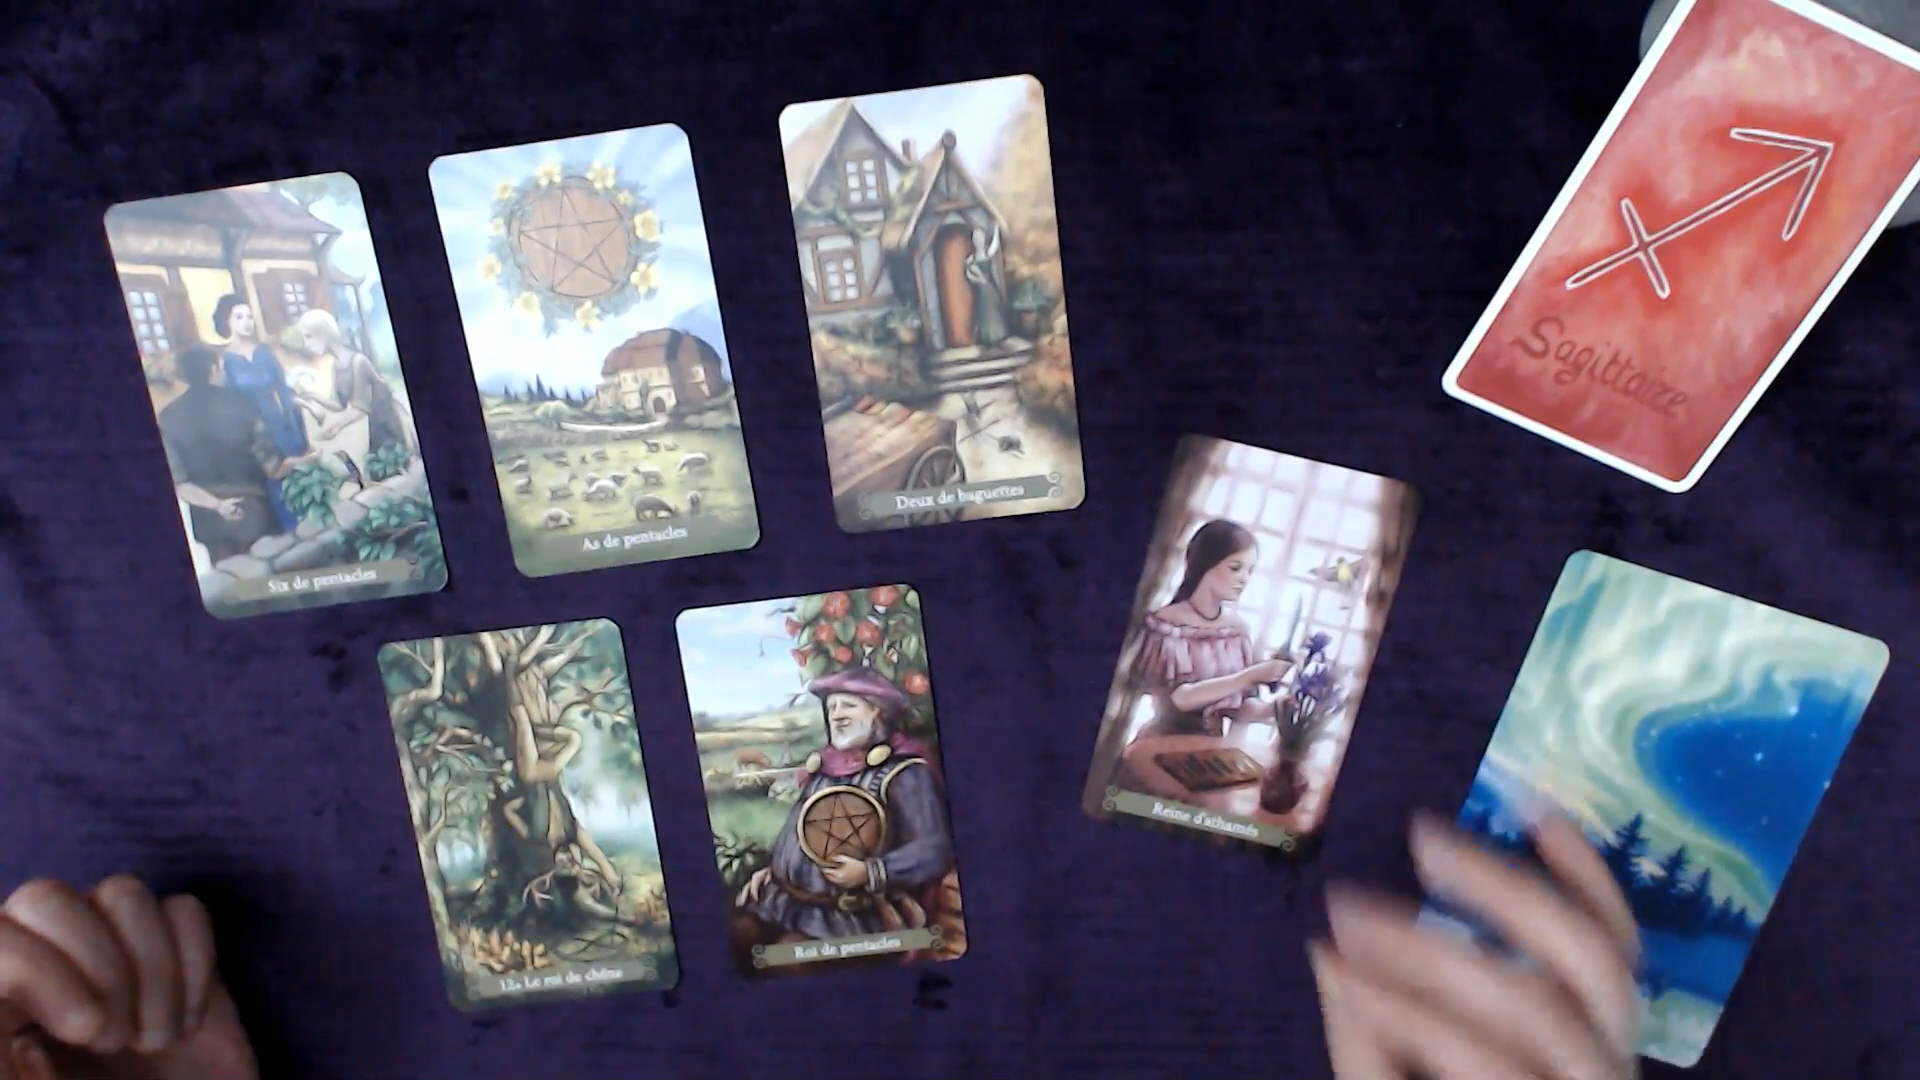 Sagittaire
Deux de baguettes
As de pentacles
Six de pentacles
Reine d'athamés
Roi de pentacles
12. Le roi de chêne